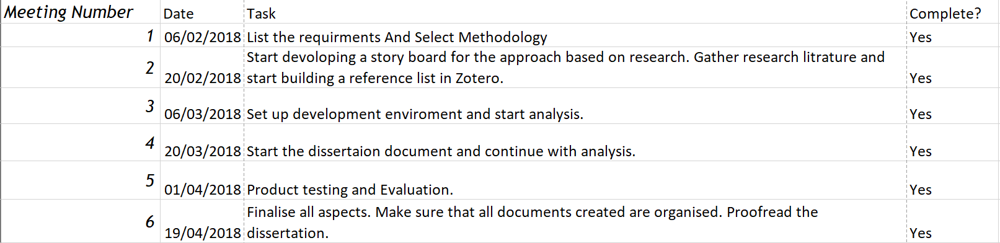 Meeting Number Date Task Complete?
1 06/02/2018 List the requirments And Select Methodology Yes
Start devoloping a story board for the approach based on research. Gather research litrature and
2 20/02/2018 start building a reference list in Zotero. Yes
3 06/03/2018 Set up development enviroment and start analysis. Yes
4 20/03/2018 Start the dissertaion document and continue with analysis. Yes
5 01/04/2018 Product testing and Evaluation. Yes
Finalise all aspects. Make sure that all documents created are organised. Proofread the
6 19/04/2018 dissertation. Yes